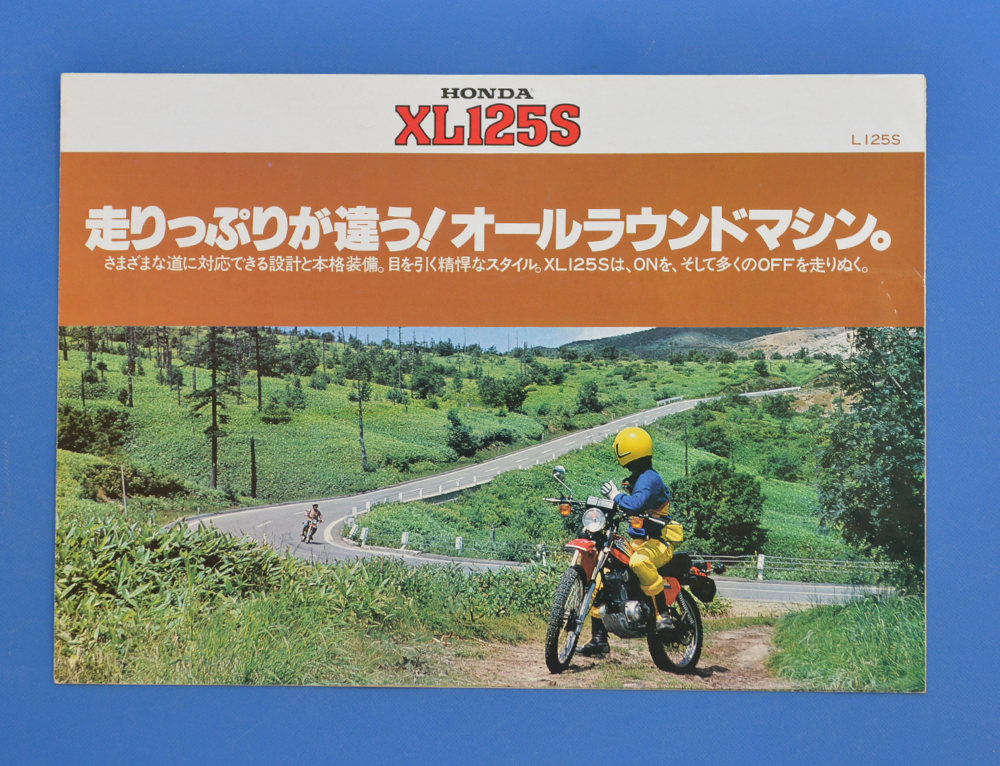 HONDA
XL125S
L125S
走りっぷりが違う！オールラウンドマシン。
さまざまな道に対応できる設計と本格装備。目を引く精悍なスタイル。XL125Sは、ONを、そして多くのOFFを走りぬく。